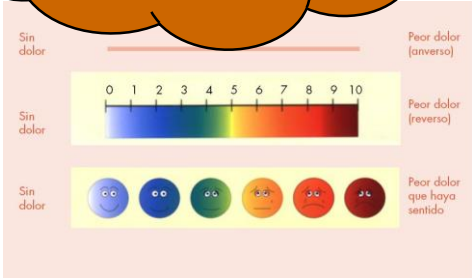 Sin
dolor
Peor dolor
(anverso)
0 1 2 3 4 5 6 7 8 9 10
Sin
dolor
Peor dolor
(reverso)
Sin
dolor
Peor dolor
que haya
sentido